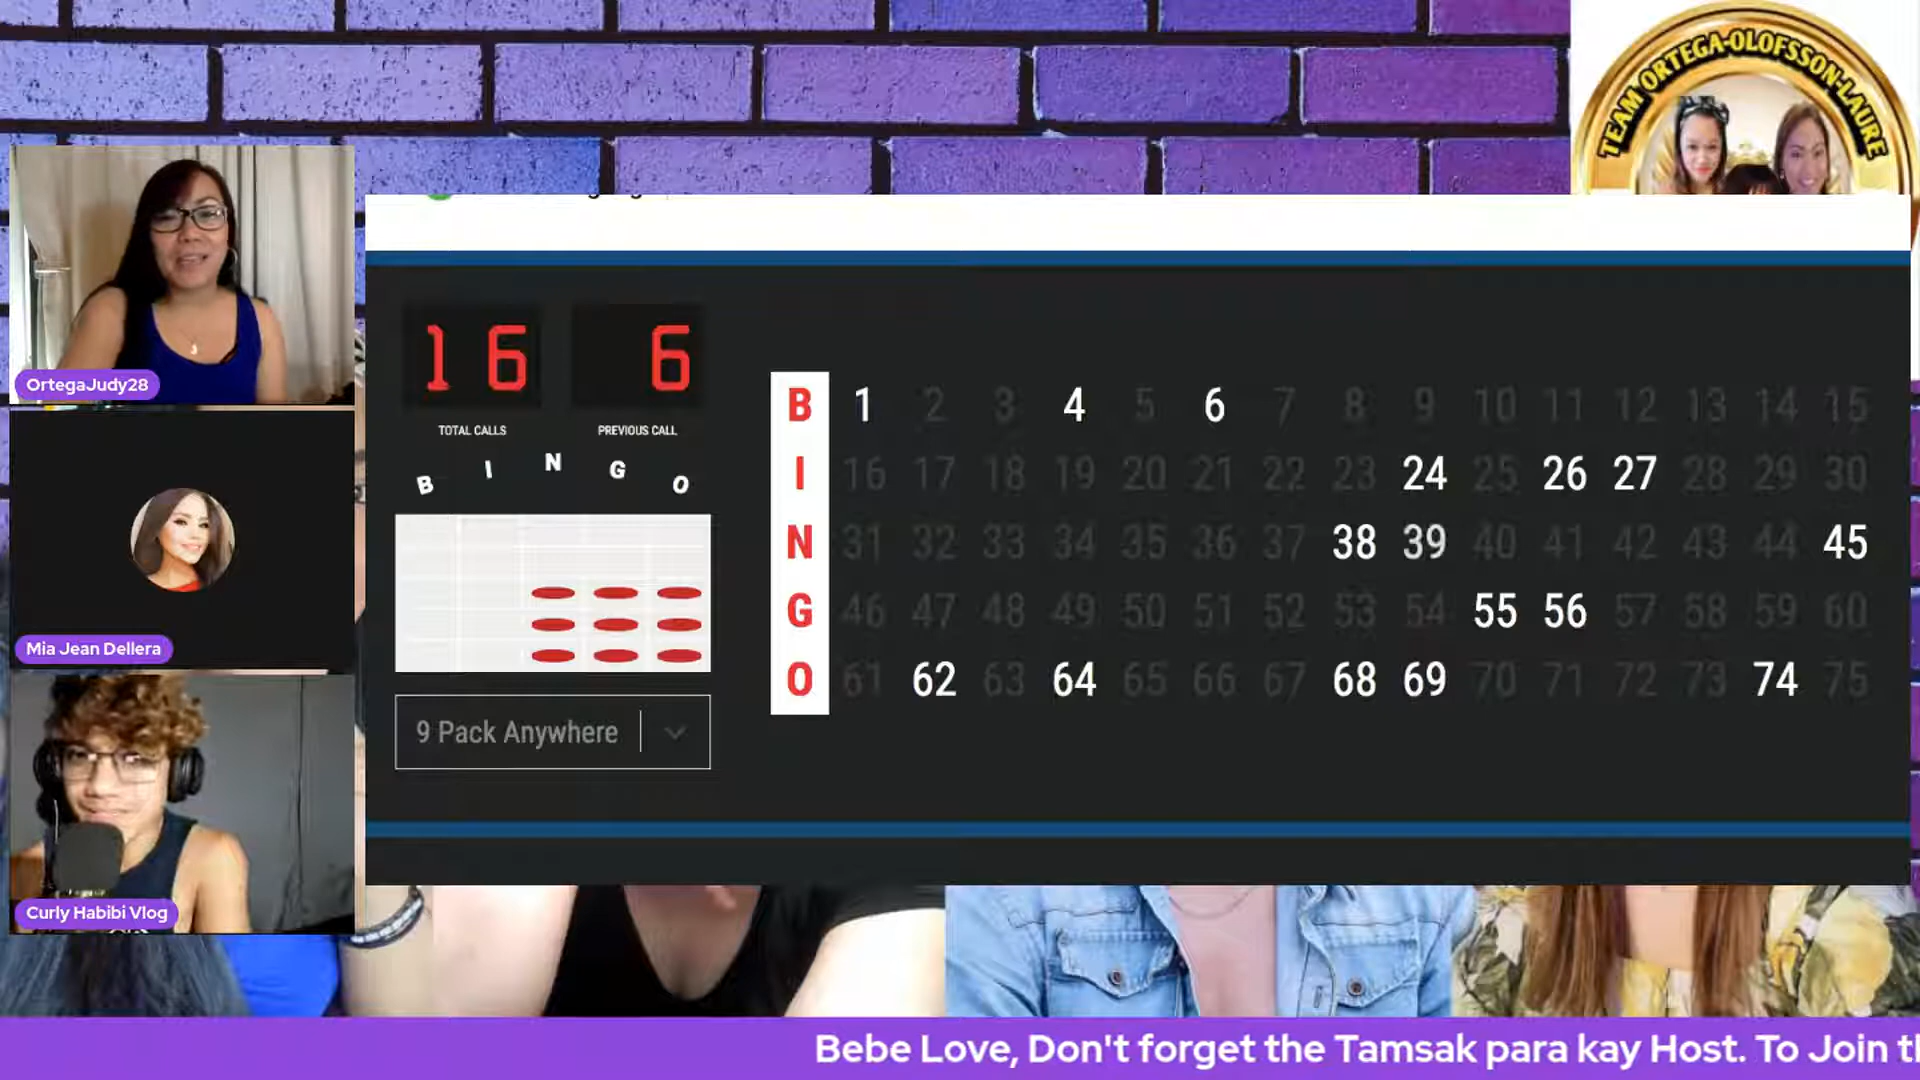 TEAM ORTEGA-OLOFSSON-LAURE
OrtegaJudy28
Mia Jean Dellera
Curly Habibi Vlog
16
6
TOTAL CALLS
PREVIOUS CALL
B I N G O
9 Pack Anywhere
B 1 2 3 4 5 6 7 8 9 10 11 12 13 14 15
I 16 17 18 19 20 21 22 23 24 25 26 27 28 29 30
N 31 32 33 34 35 36 37 38 39 40 41 42 43 44 45
G 46 47 48 49 50 51 52 53 54 55 56 57 58 59 60
O 61 62 63 64 65 66 67 68 69 70 71 72 73 74 75
Bebe Love, Don't forget the Tamsak para kay Host. To Join